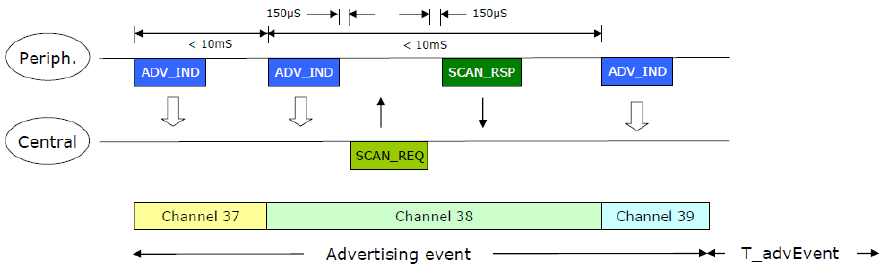 150µS 150µS
< 10mS < 10mS
Periph.
ADV_IND ADV_IND SCAN_RSP ADV_IND
Central
SCAN_REQ
Channel 37 Channel 38 Channel 39
Advertising event T_advEvent